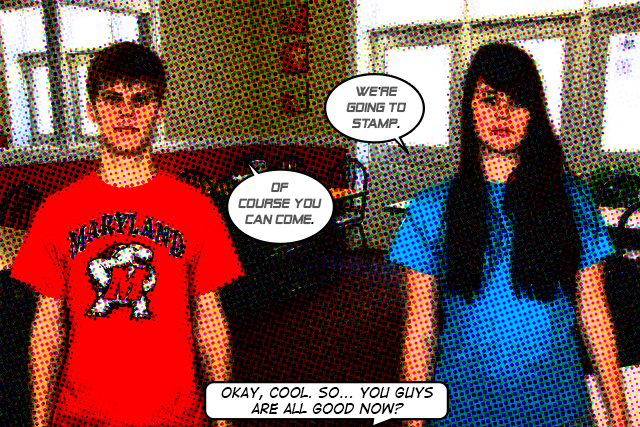 WE'RE
GOING TO
STAMP.
OF
COURSE YOU
CAN COME.
MARYLAND
M
OKAY, COOL. SO... YOU GUYS
ARE ALL GOOD NOW?